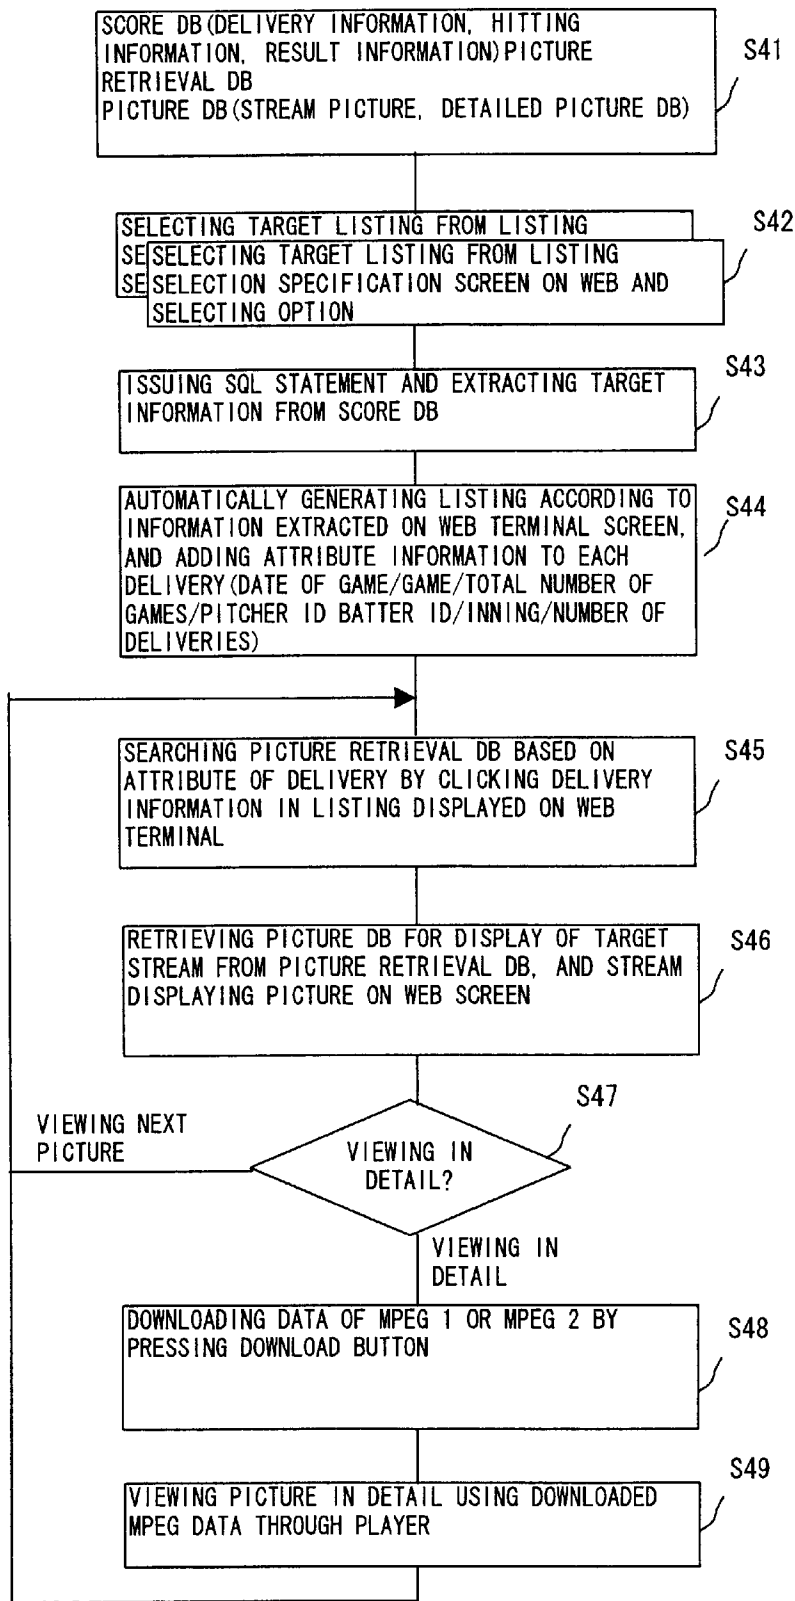 SCORE DB(DELIVERY INFORMATION, HITTING
INFORMATION, RESULT INFORMATION)PICTURE
RETRIEVAL DB
PICTURE DB(STREAM PICTURE, DETAILED PICTURE DB)
S41
SELECTING TARGET LISTING FROM LISTING
SE
SE
SELECTING TARGET LISTING FROM LISTING
SELECTION SPECIFICATION SCREEN ON WEB AND
SELECTING OPTION
S42
ISSUING SQL STATEMENT AND EXTRACTING TARGET
INFORMATION FROM SCORE DB
S43
AUTOMATICALLY GENERATING LISTING ACCORDING TO
INFORMATION EXTRACTED ON WEB TERMINAL SCREEN,
AND ADDING ATTRIBUTE INFORMATION TO EACH
DELIVERY(DATE OF GAME/GAME/TOTAL NUMBER OF
GAMES/PITCHER ID BATTER ID/INNING/NUMBER OF
DELIVERIES)
S44
SEARCHING PICTURE RETRIEVAL DB BASED ON
ATTRIBUTE OF DELIVERY BY CLICKING DELIVERY
INFORMATION IN LISTING DISPLAYED ON WEB
TERMINAL
S45
RETRIEVING PICTURE DB FOR DISPLAY OF TARGET
STREAM FROM PICTURE RETRIEVAL DB, AND STREAM
DISPLAYING PICTURE ON WEB SCREEN
S46
S47
VIEWING NEXT
PICTURE
VIEWING IN
DETAIL?
VIEWING IN
DETAIL
DOWNLOADING DATA OF MPEG 1 OR MPEG 2 BY
PRESSING DOWNLOAD BUTTON
S48
VIEWING PICTURE IN DETAIL USING DOWNLOADED
MPEG DATA THROUGH PLAYER
S49